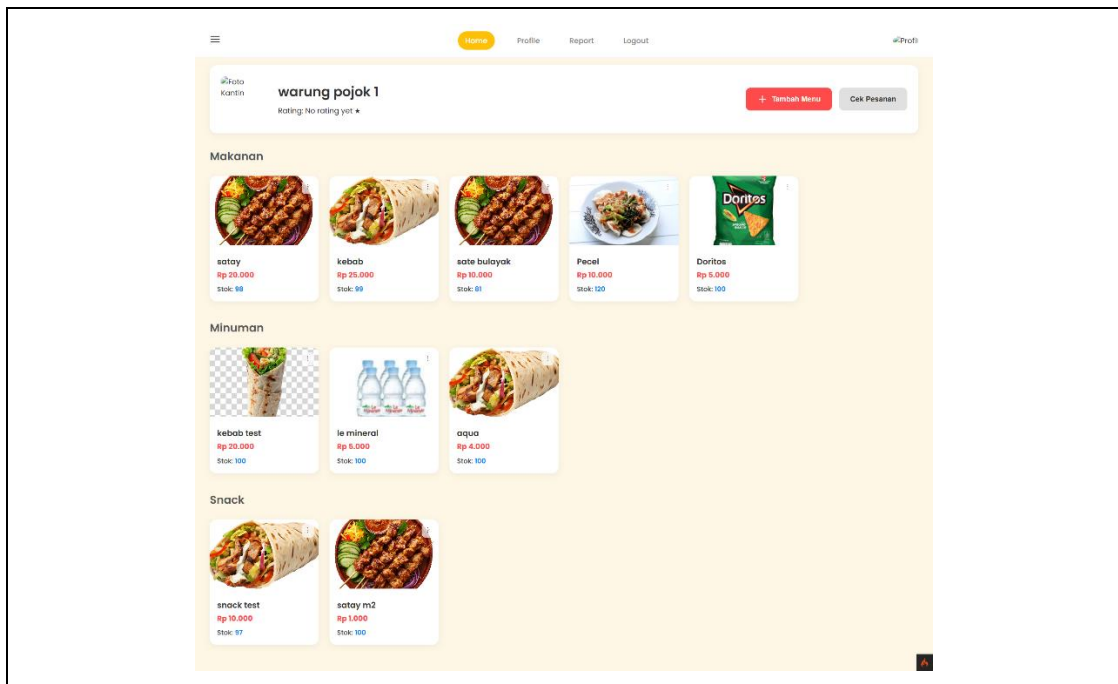 Home Profile Report Logout Profil
Foto
Kantin
warung pojok 1
Rating: No rating yet ★
+ Tambah Menu Cek Pesanan
Makanan
Doritos
satay kebab sate bulayak Pecel Doritos
Rp 20.000 Rp 25.000 Rp 10.000 Rp 10.000 Rp 5.000
Stok: 98 Stok: 99 Stok: 81 Stok: 120 Stok: 100
Minuman
kebab test le mineral aqua
Rp 20.000 Rp 5.000 Rp 4.000
Stok: 100 Stok: 100 Stok: 100
Snack
snack test satay m2
Rp 10.000 Rp 1.000
Stok: 97 Stok: 100